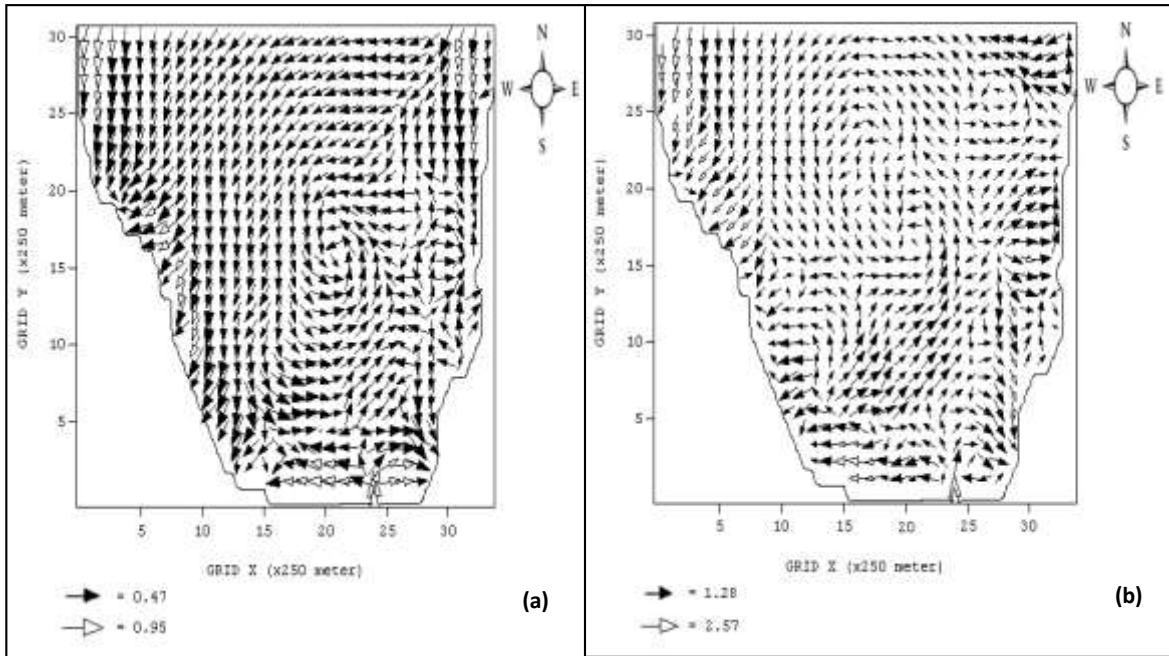 30
25
20
15
10
5
GRID Y (x250 meter)
5 10 15 20 25 30
GRID X (x250 meter)
N
W E
S
= 0.47
= 0.95
(a)
30
25
20
15
10
5
GRID Y (x250 meter)
5 10 15 20 25 30
GRID X (x250 meter)
N
W E
S
= 1.28
= 2.57
(b)